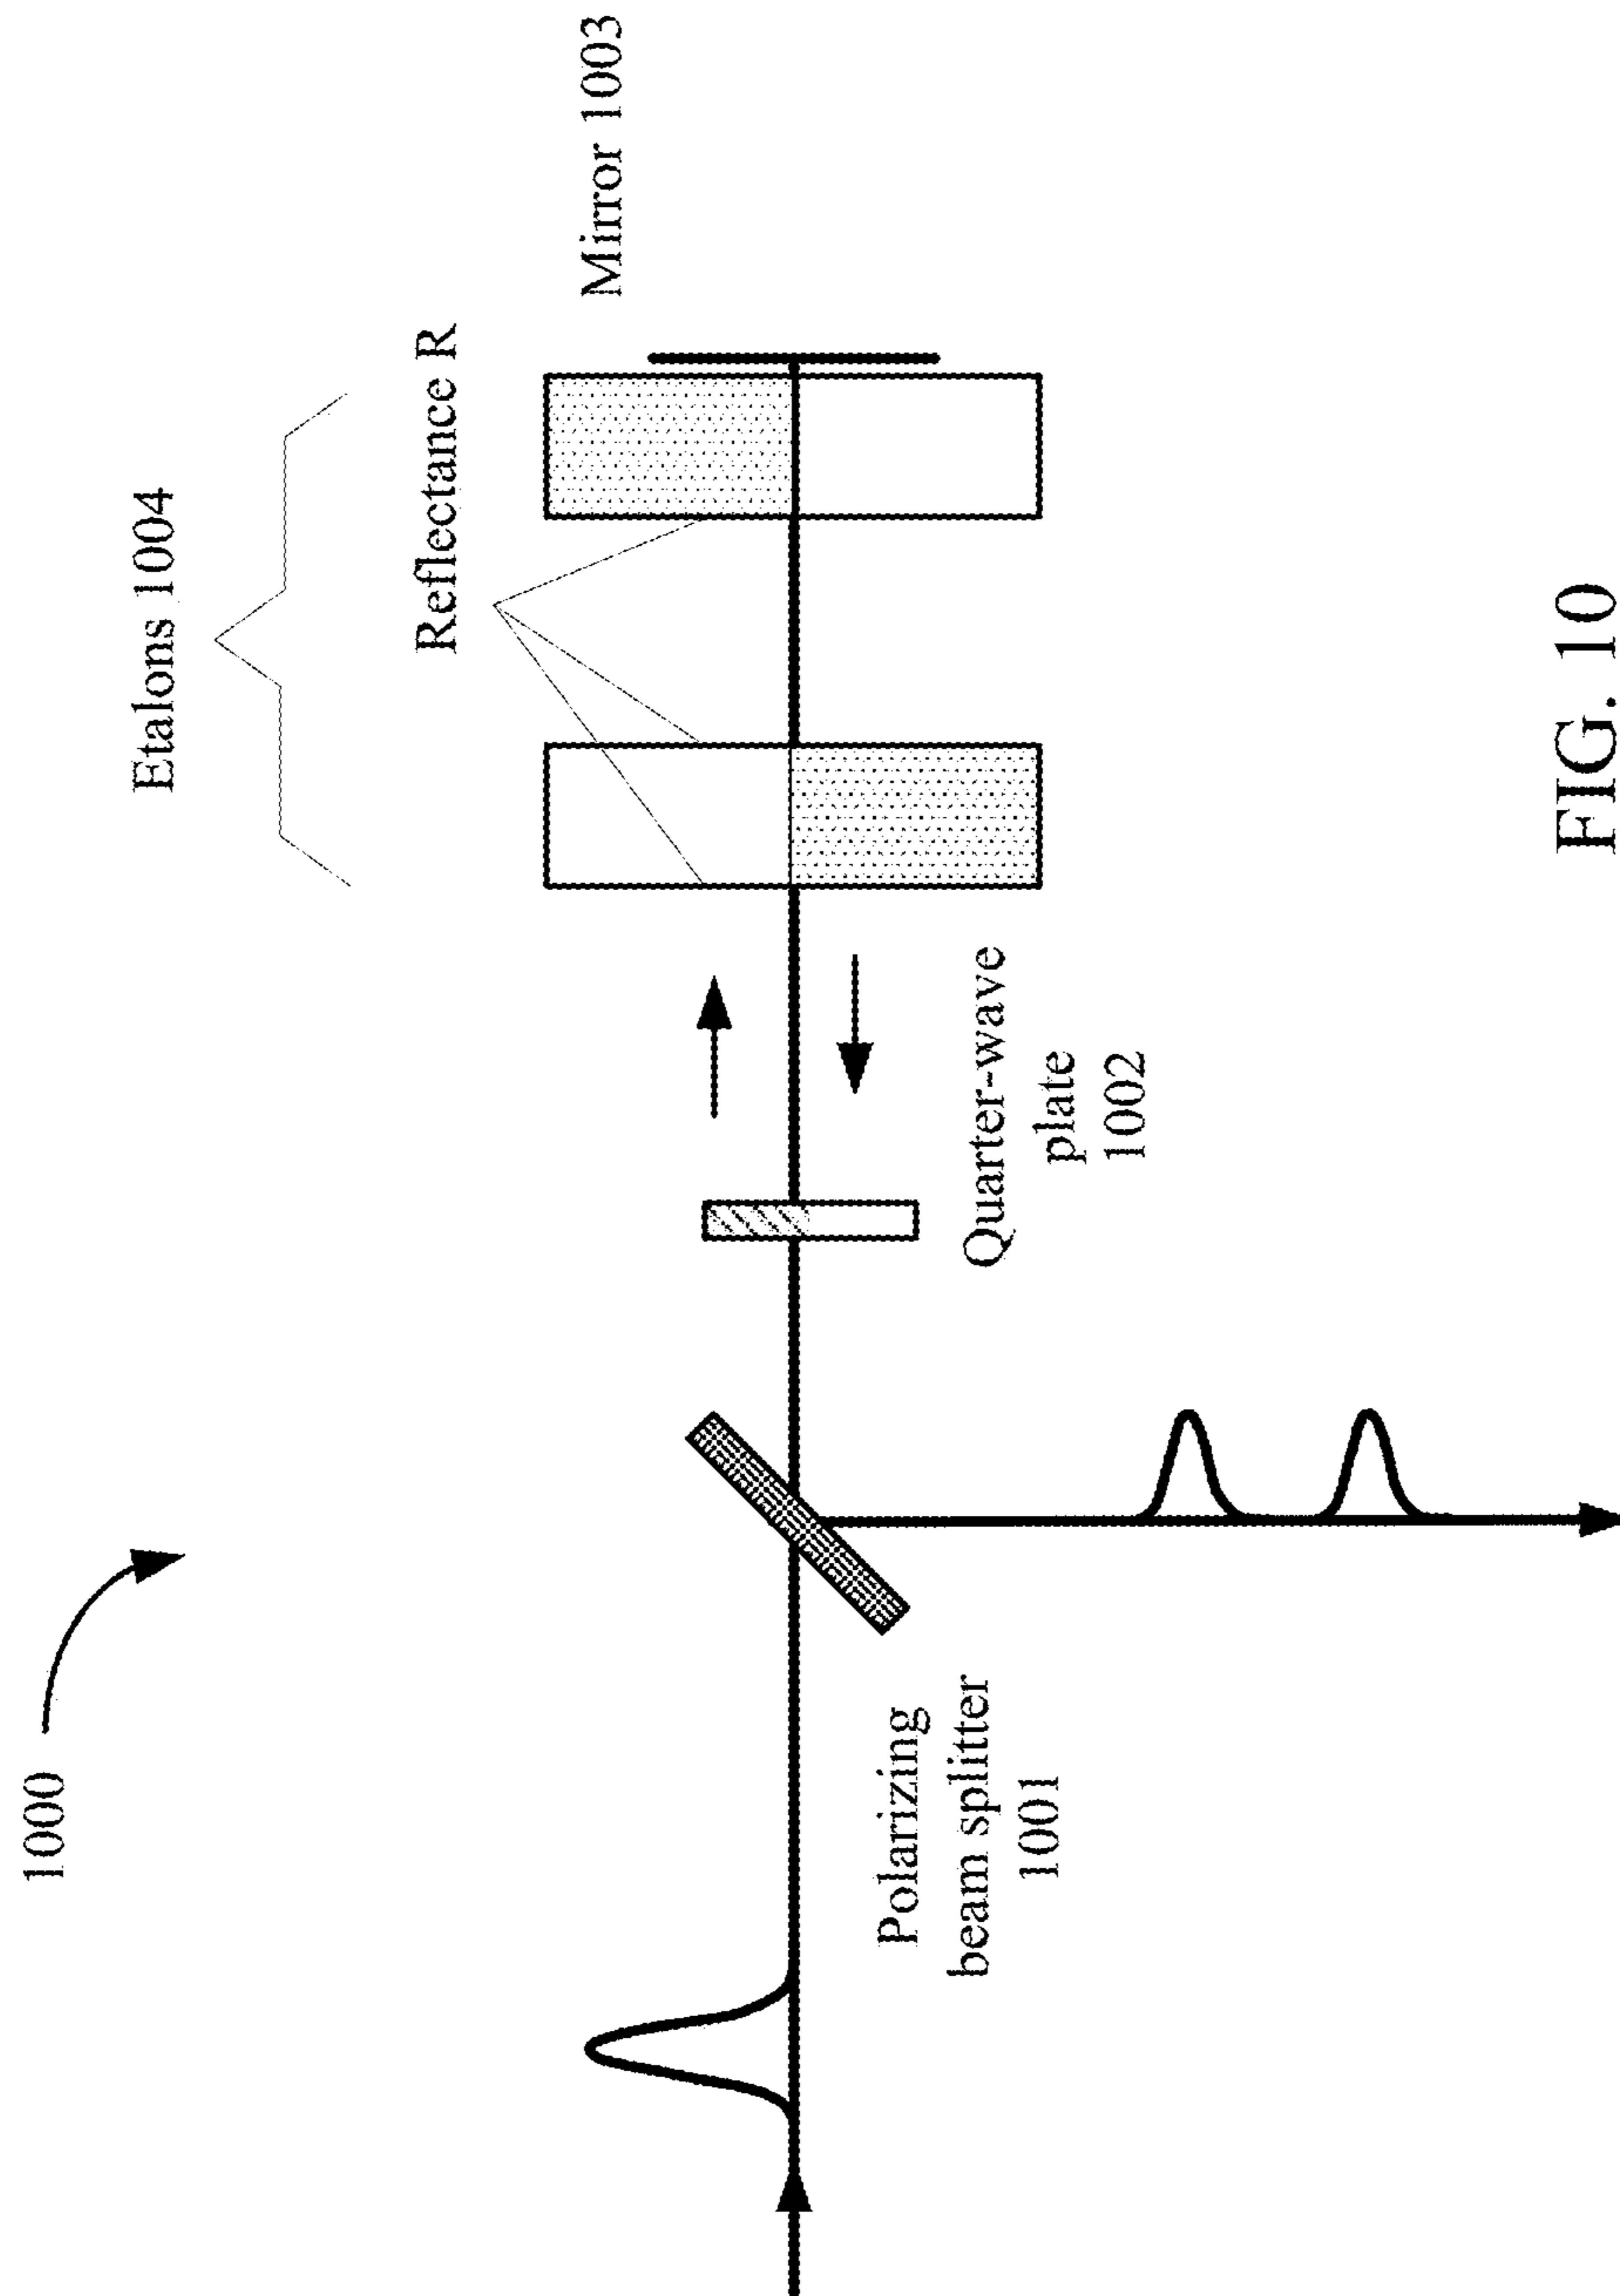 1000
Etalons 1004
Reflectance R
Mirror 1003
Polarizing
beam splitter
1001
Quarter-wave
plate
1002
FIG. 10